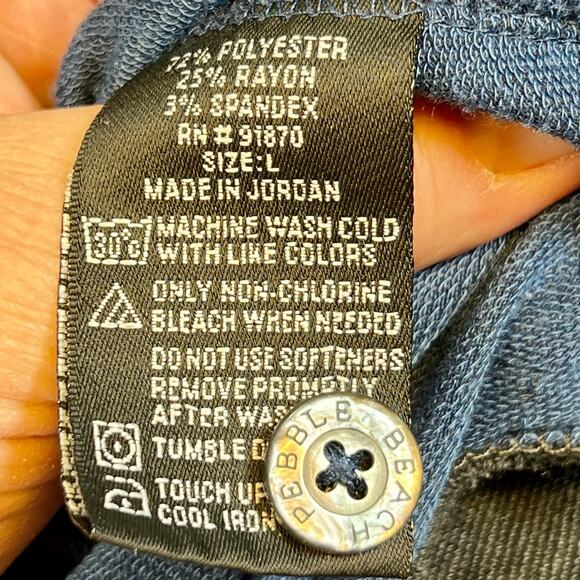 72% POLYESTER
25% RAYON
3% SPANDEX
RN# 91870
SIZE: L
MADE IN JORDAN
30°C
MACHINE WASH COLD
WITH LIKE COLORS
ONLY NON-CHLORINE
BLEACH WHEN NEEDED
DO NOT USE SOFTENERS
REMOVE PROMPTLY
AFTER
TUMBLE
TOUCH UP
COOL IRON
PEBBLE BEACH